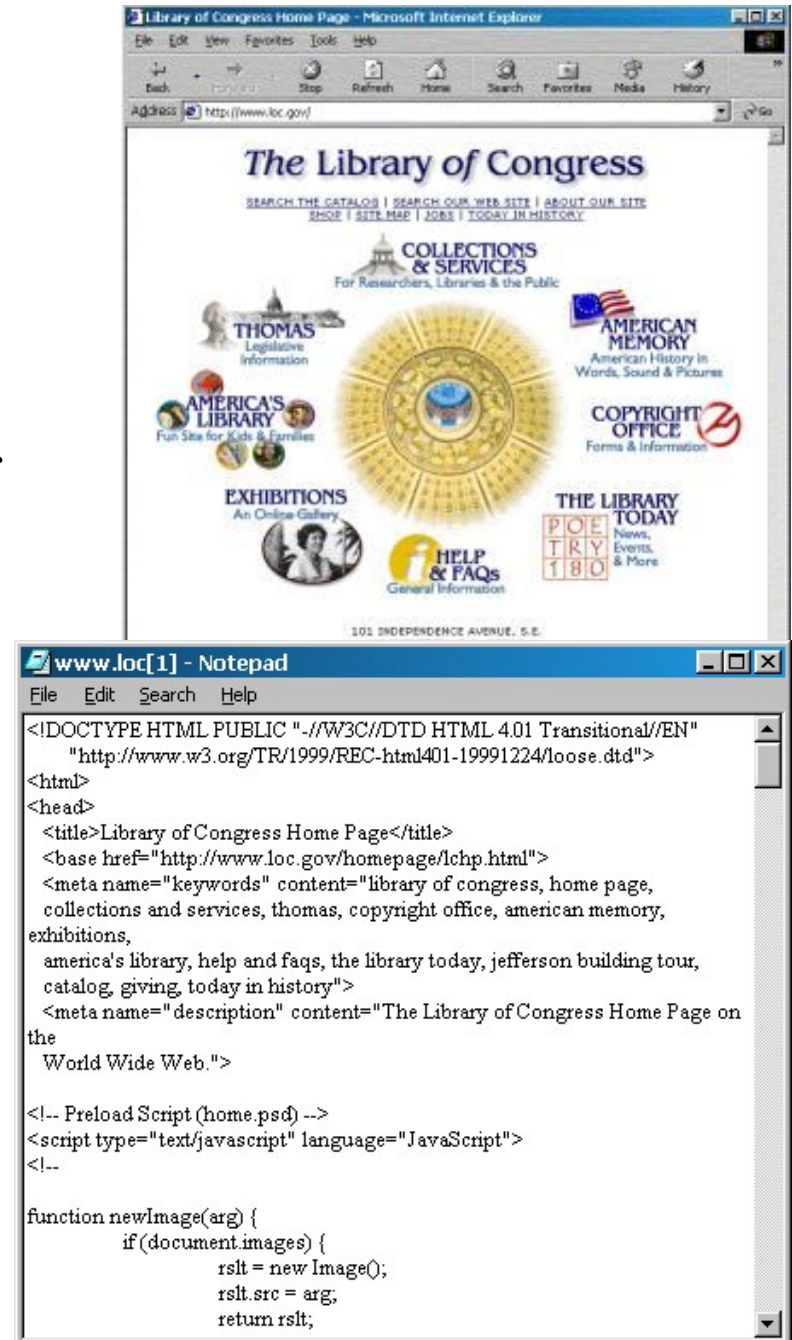 Library of Congress Home Page - Microsoft Internet Explorer
File Edit View Favorites Tools Help
Back Stop Refresh Home Search Favorites Media History
Address http://www.loc.gov/ Go
The Library of Congress
SEARCH THE CATALOG | SEARCH OUR WEB SITE | ABOUT OUR SITE
SHOP | SITE MAP | JOBS | TODAY IN HISTORY
COLLECTIONS
& SERVICES
For Researchers, Libraries & the Public
THOMAS
Legislative
Information
AMERICAN
MEMORY
American History in
Words, Sound & Pictures
AMERICA'S
LIBRARY
Fun Site for Kids & Families
COPYRIGHT
OFFICE
Forms & Information
EXHIBITIONS
An Online Gallery
THE LIBRARY
TODAY
News,
Events,
& More
POE
TRY
180
HELP
& FAQs
General Information
101 INDEPENDENCE AVENUE, S.E.
www.loc[1] - Notepad
File Edit Search Help
<!DOCTYPE HTML PUBLIC "-//W3C//DTD HTML 4.01 Transitional//EN"
"http://www.w3.org/TR/1999/REC-html401-19991224/loose.dtd">
<html>
<head>
<title>Library of Congress Home Page</title>
<base href="http://www.loc.gov/homepage/lchp.html">
<meta name="keywords" content="library of congress, home page,
collections and services, thomas, copyright office, american memory,
exhibitions,
america's library, help and faqs, the library today, jefferson building tour,
catalog, giving, today in history">
<meta name="description" content="The Library of Congress Home Page on
the
World Wide Web.">
<!-- Preload Script (home.psd) -->
<script type="text/javascript" language="JavaScript">
<!--
function newImage(arg) {
if (document.images) {
rslt = new Image();
rslt.src = arg;
return rslt;